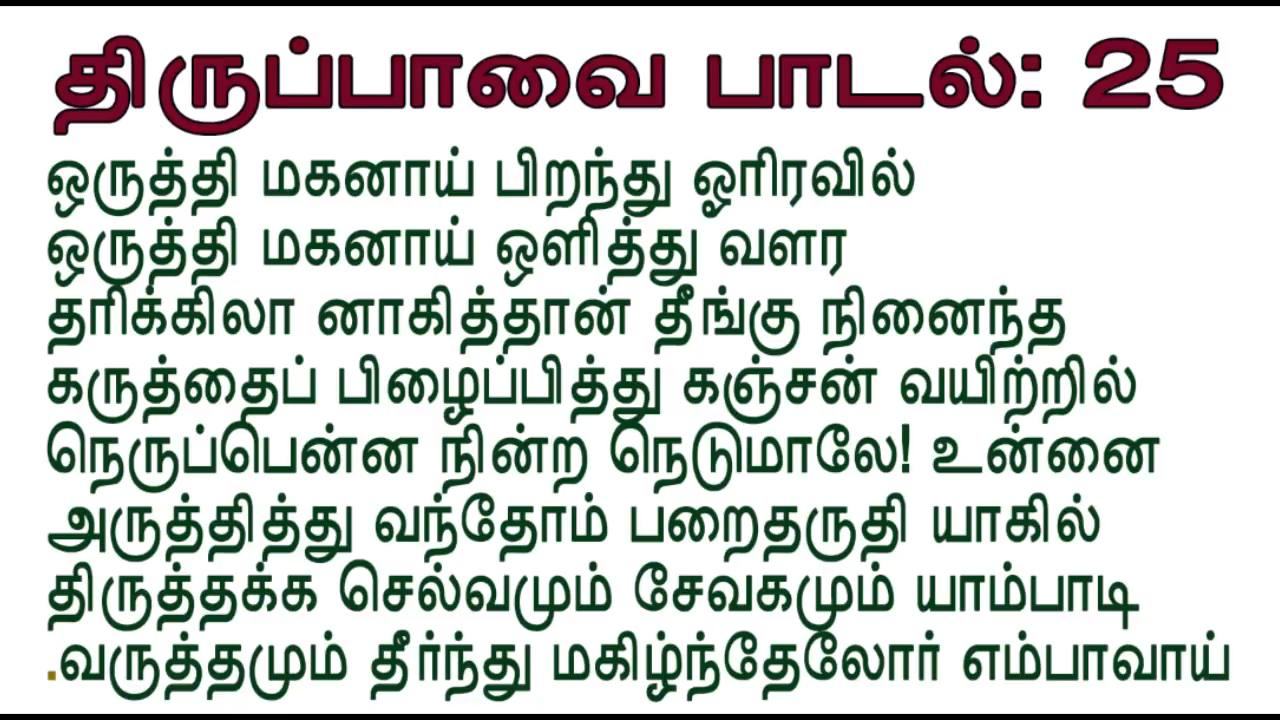 திருப்பாவை பாடல்: 25
ஒருத்தி மகனாய் பிறந்து ஓரிரவில்
ஒருத்தி மகனாய் ஒளித்து வளர
தரிக்கிலா னாகித்தான் தீங்கு நினைந்த
கருத்தைப் பிழைப்பித்து கஞ்சன் வயிற்றில்
நெருப்பென்ன நின்ற நெடுமாலே! உன்னை
அருத்தித்து வந்தோம் பறைதருதி யாகில்
திருத்தக்க செல்வமும் சேவகமும் யாம்பாடி
.வருத்தமும் தீர்ந்து மகிழ்ந்தேலோர் எம்பாவாய்